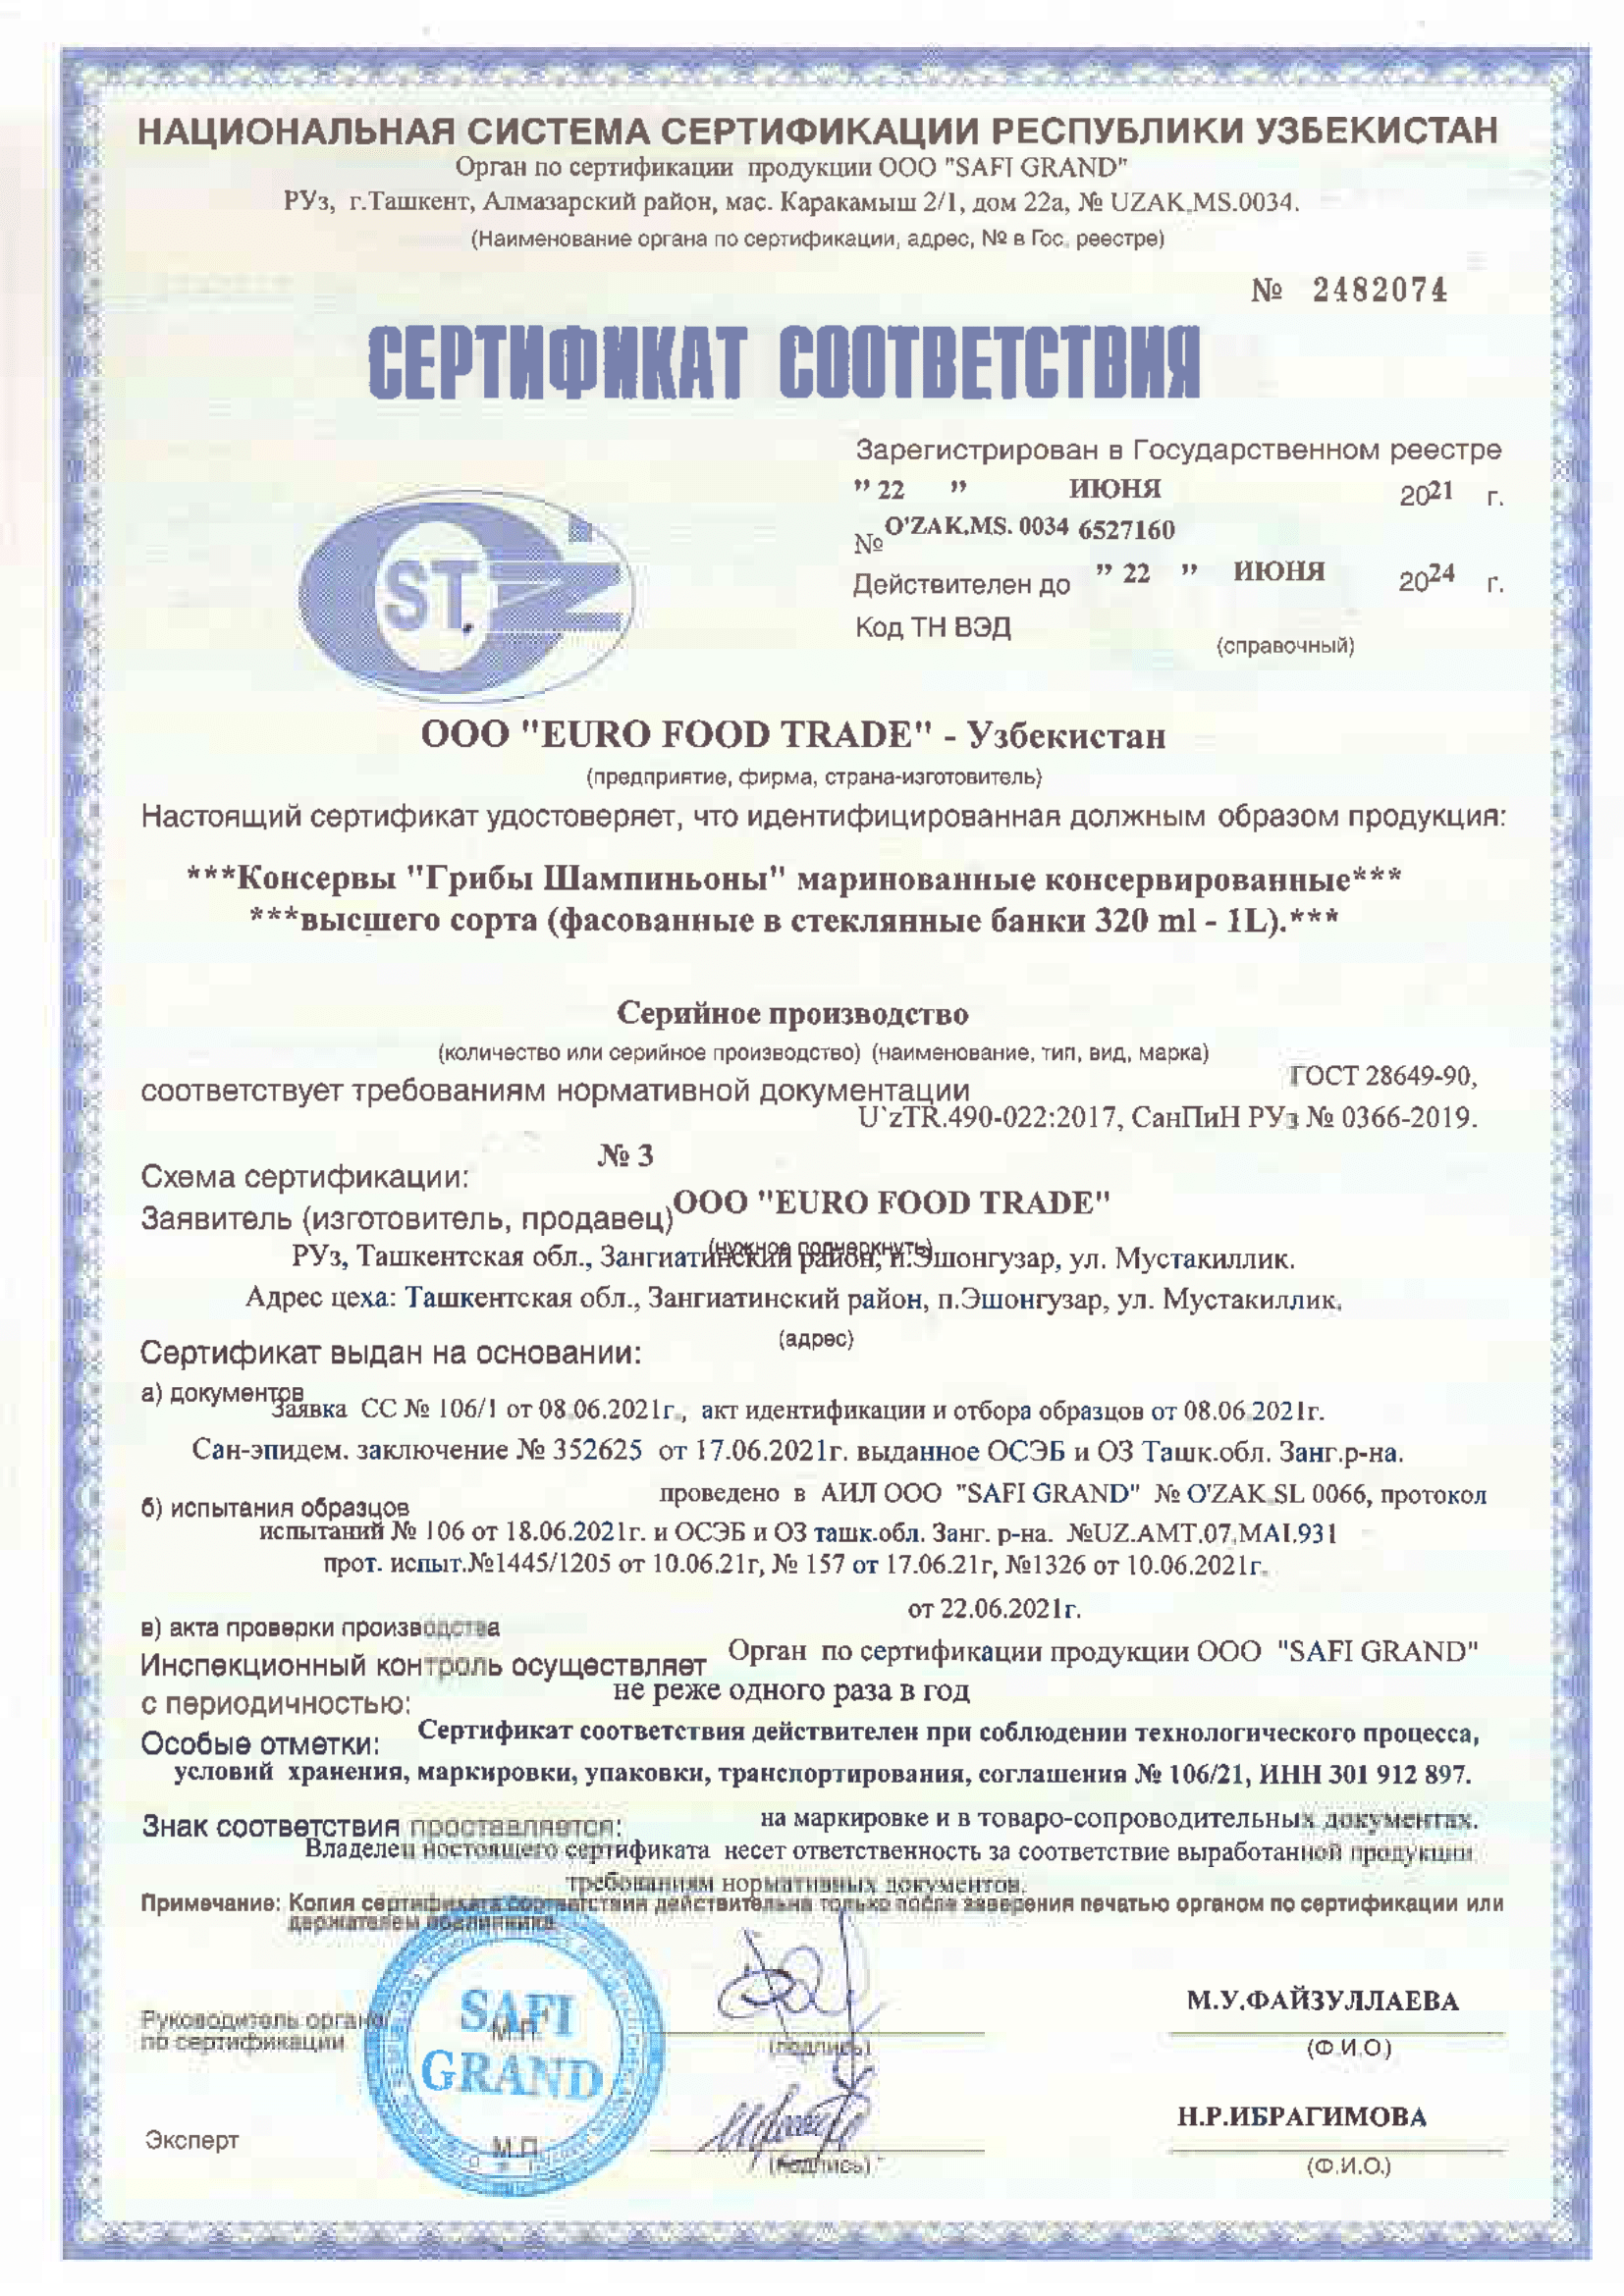 НАЦИОНАЛЬНАЯ СИСТЕМА СЕРТИФИКАЦИИ РЕСПУБЛИКИ УЗБЕКИСТАН
Орган по сертификации продукции ООО "SAFI GRAND"
РУз, г.Ташкент, Алмазарский район, мас. Каракамыш 2/1, дом 22а, № UZAK.MS.0034.
(Наименование органа по сертификации, адрес, № в Гос. реестре)
№ 2482074
СЕРТИФИКАТ СООТВЕТСТВИЯ
Зарегистрирован в Государственном реестре
" 22 " ИЮНЯ 2021 г.
№ O'ZAK.MS. 0034 6527160
Действителен до " 22 " ИЮНЯ 2024 г.
Код ТН ВЭД
(справочный)
ST.
ООО "EURO FOOD TRADE" - Узбекистан
(предприятие, фирма, страна-изготовитель)
Настоящий сертификат удостоверяет, что идентифицированная должным образом продукция:
***Консервы "Грибы Шампиньоны" маринованные консервированные***
***высшего сорта (фасованные в стеклянные банки 320 ml - 1L).***
Серийное производство
(количество или серийное производство) (наименование, тип, вид, марка)
соответствует требованиям нормативной документации ГОСТ 28649-90,
U`zTR.490-022:2017, СанПиН РУз № 0366-2019.
Схема сертификации: № 3
Заявитель (изготовитель, продавец) ООО "EURO FOOD TRADE"
(нужное подчеркнуть)
РУз, Ташкентская обл., Зангиатинский район, п.Эшонгузар, ул. Мустакиллик.
Адрес цеха: Ташкентская обл., Зангиатинский район, п.Эшонгузар, ул. Мустакиллик.
(адрес)
Сертификат выдан на основании:
а) документов
Заявка СС № 106/1 от 08.06.2021г., акт идентификации и отбора образцов от 08.06.2021г.
Сан-эпидем. заключение № 352625 от 17.06.2021г. выданное ОСЭБ и ОЗ Ташк.обл. Занг.р-на.
б) испытания образцов проведено в АИЛ ООО "SAFI GRAND" № O'ZAK.SL 0066, протокол
испытаний № 106 от 18.06.2021г. и ОСЭБ и ОЗ ташк.обл. Занг. р-на. №UZ.AMT.07.MAI.931
прот. испыт.№1445/1205 от 10.06.21г, № 157 от 17.06.21г, №1326 от 10.06.2021г.
в) акта проверки производства от 22.06.2021г.
Инспекционный контроль осуществляет Орган по сертификации продукции ООО "SAFI GRAND"
с периодичностью: не реже одного раза в год
Особые отметки: Сертификат соответствия действителен при соблюдении технологического процесса,
условий хранения, маркировки, упаковки, транспортирования, соглашения № 106/21, ИНН 301 912 897.
Знак соответствия проставляется: на маркировке и в товаро-сопроводительных документах.
Владелец ностоящего сертификата несет ответственность за соответствие выработанной продукции
требованиям нормативных документов.
Примечание: Копия сертификата соответствия действительна только после заверения печатью органом по сертификации или
держателем подлинника.
Руководитель органа
по сертификации
SAFI
GRAND
М.П.
(подпись)
М.У.ФАЙЗУЛЛАЕВА
(Ф.И.О)
Эксперт
М.П.
(подпись)
Н.Р.ИБРАГИМОВА
(Ф.И.О.)